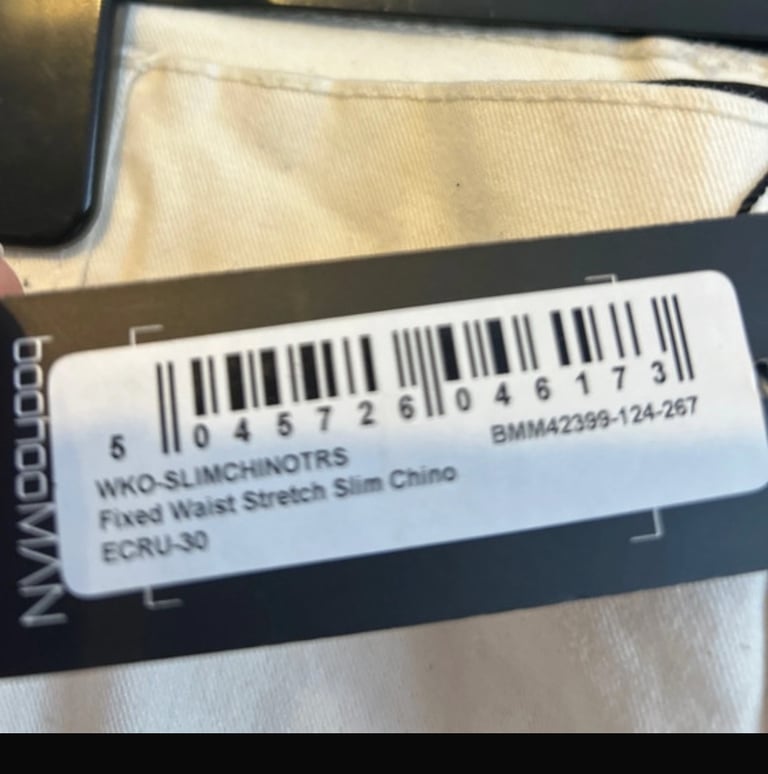 boohooMAN
5 045726 046173
BMM42399-124-267
WKO-SLIMCHINOTRS
Fixed Waist Stretch Slim Chino
ECRU-30